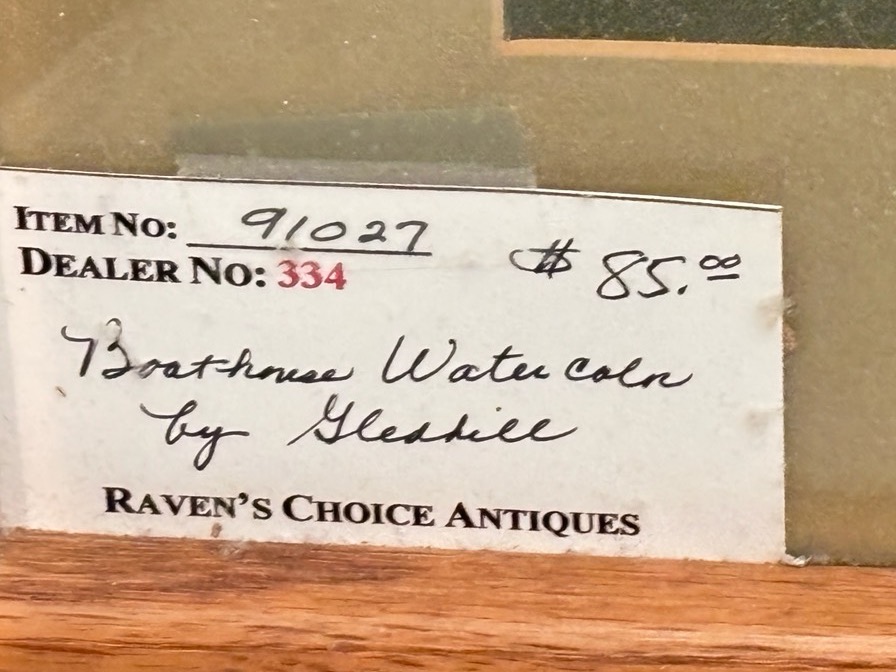 ITEM NO: 91027
DEALER NO: 334
$ 85.00
Boathouse Watercolor
by Gledhill
RAVEN'S CHOICE ANTIQUES